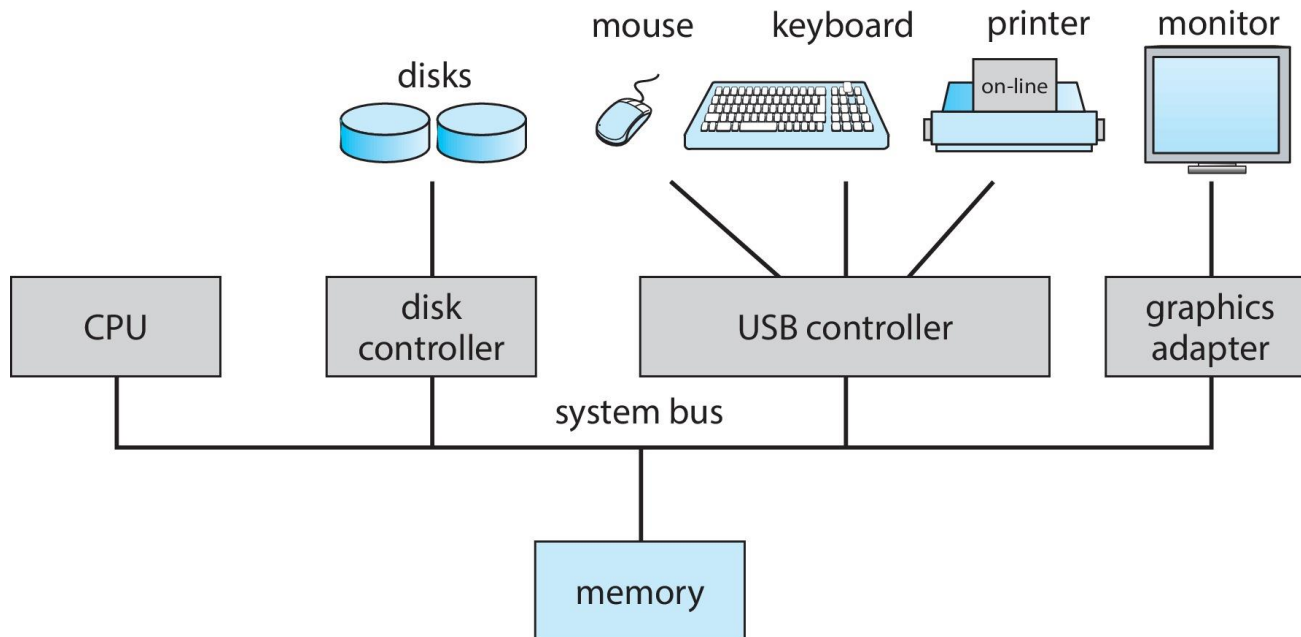 mouse
keyboard
printer
monitor
disks
on-line
CPU
disk
controller
USB controller
graphics
adapter
system bus
memory